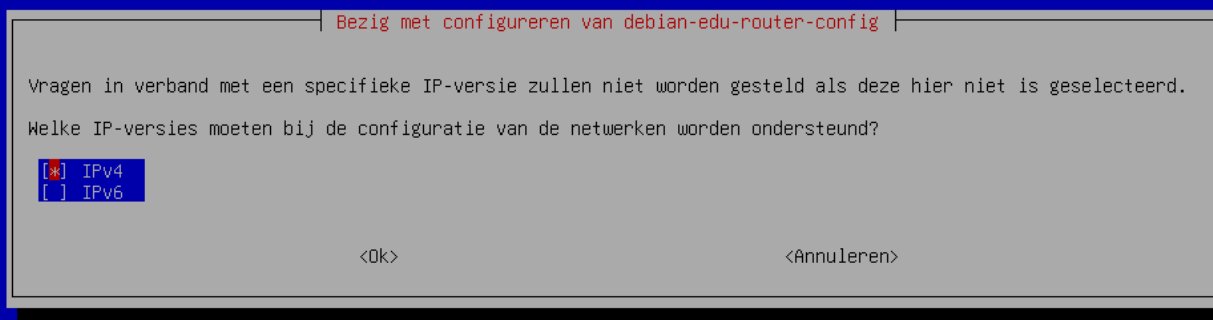 Bezig met configureren van debian-edu-router-config
Vragen in verband met een specifieke IP-versie zullen niet worden gesteld als deze hier niet is geselecteerd.
Welke IP-versies moeten bij de configuratie van de netwerken worden ondersteund?
[*] IPv4
[ ] IPv6
<Ok> <Annuleren>